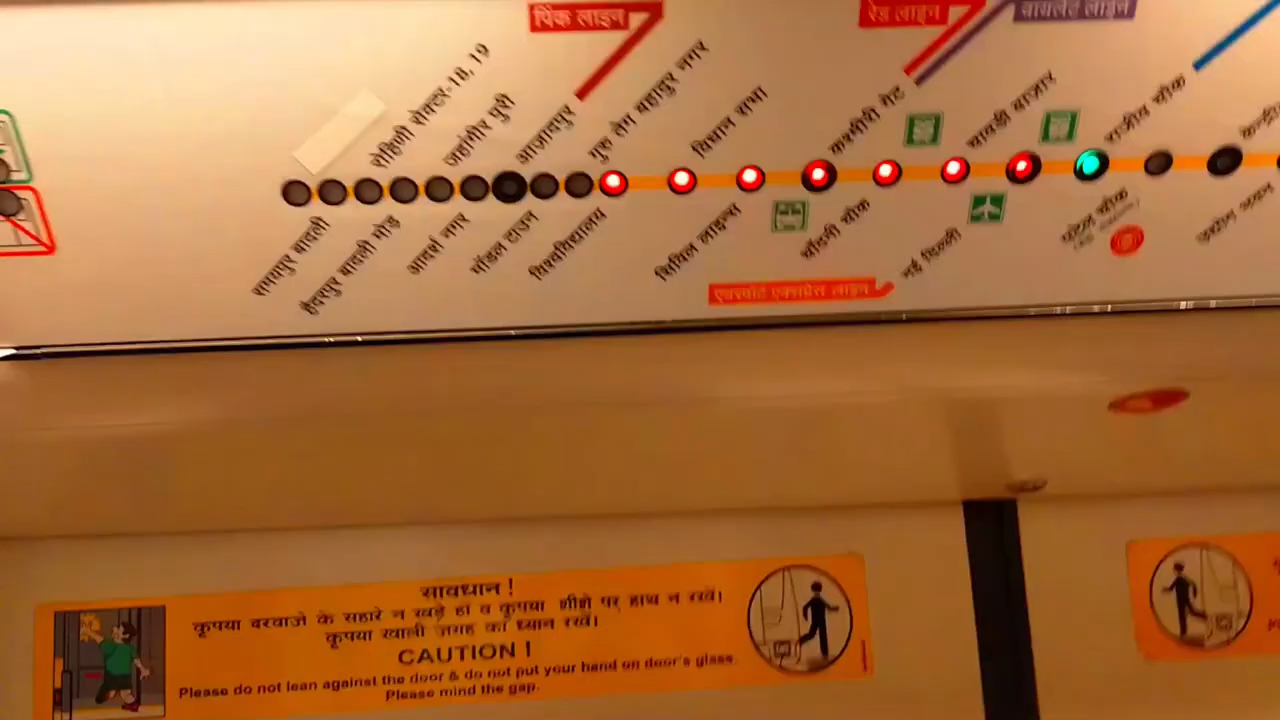 पिंक लाइन
रेड लाइन
वायलेट लाइन
रोहिणी सेक्टर-18, 19
जहांगीर पुरी
आज़ादपुर
गुरु तेग बहादुर नगर
विधान सभा
कश्मीरी गेट
चावड़ी बाज़ार
राजीव चौक
समयपुर बादली
हैदरपुर बादली मोड़
आदर्श नगर
मॉडल टाउन
विश्वविद्यालय
सिविल लाइन्स
चाँदनी चौक
नई दिल्ली
पटेल चौक
उद्योग भवन
एयरपोर्ट एक्सप्रेस लाइन
सावधान !
कृपया दरवाजे के सहारे न खड़े हों व कृपया शीशे पर हाथ न रखें।
कृपया खाली जगह का ध्यान रखें।
CAUTION !
Please do not lean against the door & do not put your hand on door's glass.
Please mind the gap.